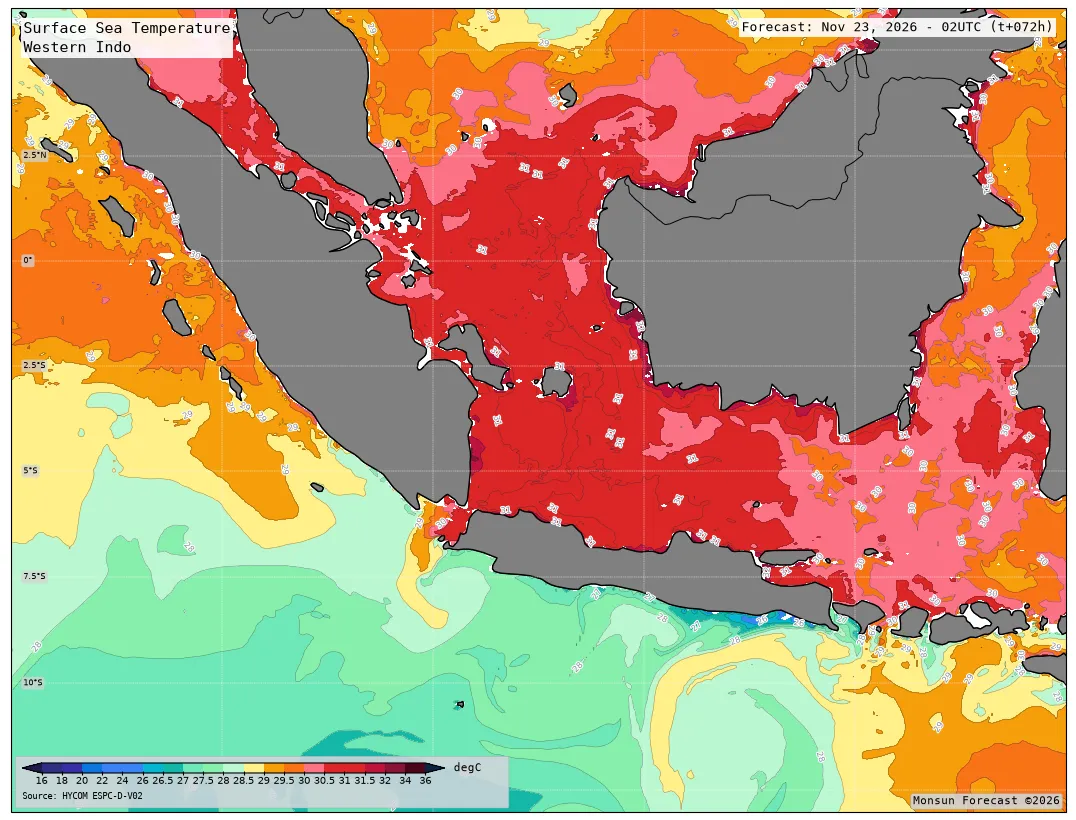 Surface Sea Temperature
Western Indo
Forecast: Nov 23, 2026 - 02UTC (t+072h)
2.5°N
0°
2.5°S
5°S
7.5°S
10°S
16 18 20 22 24 26 26.5 27 27.5 28 28.5 29 29.5 30 30.5 31 31.5 32 34 36 degC
Source: HYCOM ESPC-D-V02
Monsun Forecast ©2026